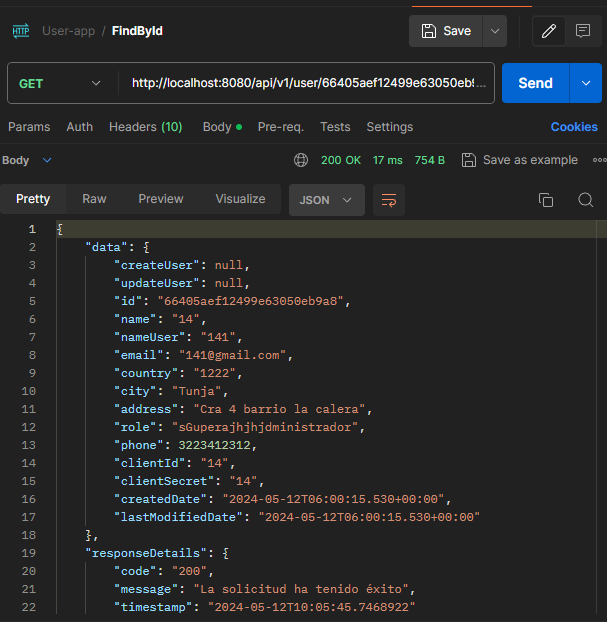 HTTP User-app / FindById
Save
GET http://localhost:8080/api/v1/user/66405aef12499e63050eb9... Send
Params Auth Headers (10) Body Pre-req. Tests Settings Cookies
Body 200 OK 17 ms 754 B Save as example
Pretty Raw Preview Visualize JSON
1 {
2 "data": {
3 "createUser": null,
4 "updateUser": null,
5 "id": "66405aef12499e63050eb9a8",
6 "name": "14",
7 "nameUser": "141",
8 "email": "141@gmail.com",
9 "country": "1222",
10 "city": "Tunja",
11 "address": "Cra 4 barrio la calera",
12 "role": "sGuperajhjhjdministrador",
13 "phone": 3223412312,
14 "clientId": "14",
15 "clientSecret": "14",
16 "createdDate": "2024-05-12T06:00:15.530+00:00",
17 "lastModifiedDate": "2024-05-12T06:00:15.530+00:00"
18 },
19 "responseDetails": {
20 "code": "200",
21 "message": "La solicitud ha tenido éxito",
22 "timestamp": "2024-05-12T10:05:45.7468922"